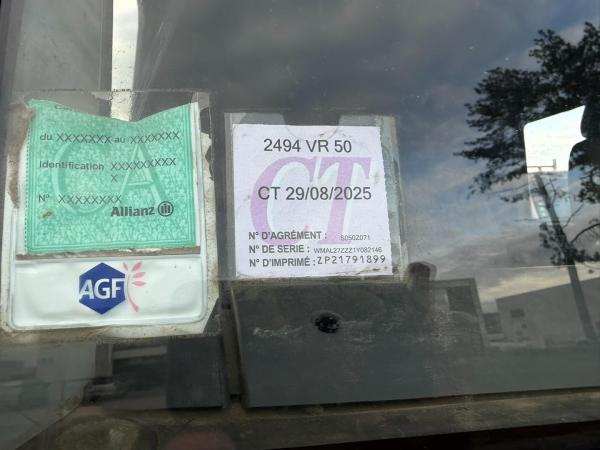 du XXXXXXX au XXXXXXX
Identification XXXXXXXXX
X
N° XXXXXXXX
Allianz
AGF
2494 VR 50
CT 29/08/2025
N° D'AGRÉMENT : S050Z071
N° DE SERIE : WMAL27ZZZ1Y082146
N° D'IMPRIMÉ : ZP21791899
CT